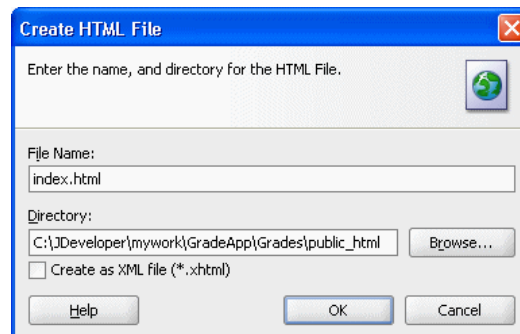 Create HTML File
Enter the name, and directory for the HTML File.
File Name:
index.html
Directory:
C:\JDeveloper\mywork\GradeApp\Grades\public_html
Browse...
Create as XML file (*.xhtml)
Help
OK
Cancel